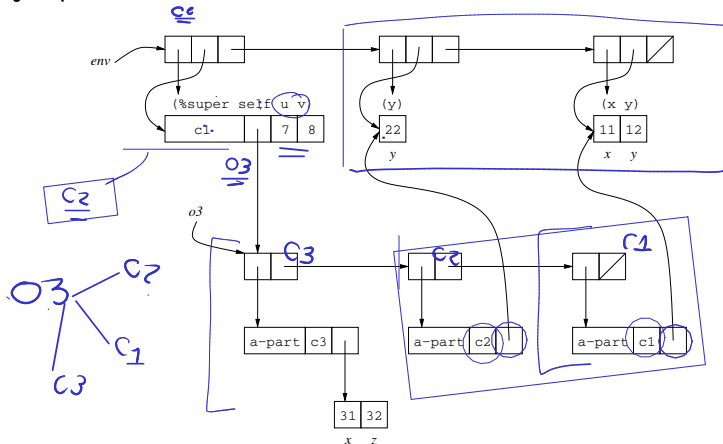 env
(%super self u v)
(y)
(x y)
c1
7
8
22
11
12
y
x
y
O3
C2
o3
C3
C2
C1
O3
C2
C1
C3
a-part
c3
a-part
c2
a-part
c1
31
32
x
z